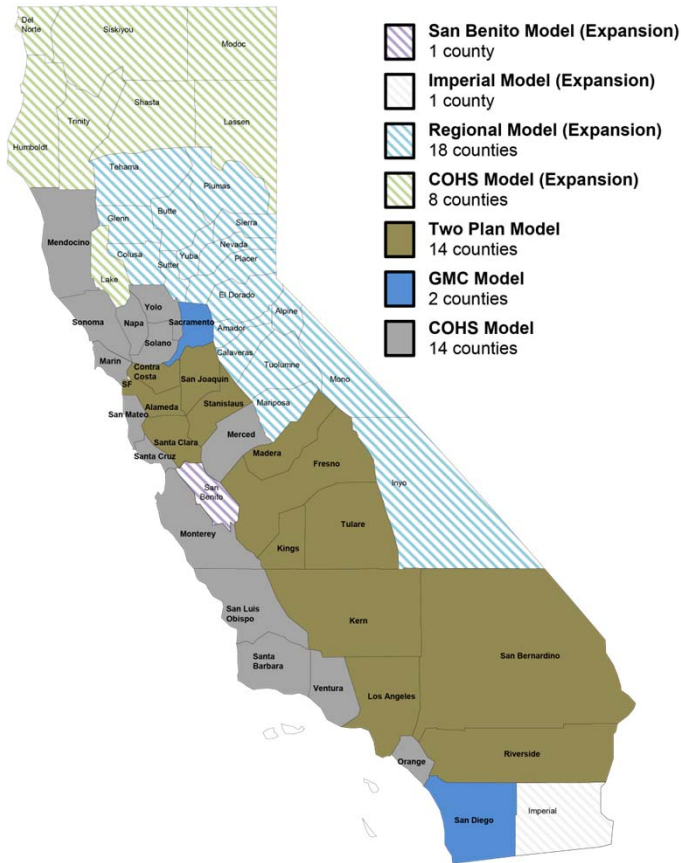 San Benito Model (Expansion)
1 county
Imperial Model (Expansion)
1 county
Regional Model (Expansion)
18 counties
COHS Model (Expansion)
8 counties
Two Plan Model
14 counties
GMC Model
2 counties
COHS Model
14 counties
Del
Norte
Siskiyou
Modoc
Humboldt
Trinity
Shasta
Lassen
Tehama
Plumas
Mendocino
Glenn
Butte
Sierra
Lake
Colusa
Sutter
Yuba
Nevada
Placer
Sonoma
Napa
Yolo
Solano
Sacramento
El Dorado
Alpine
Amador
Calaveras
Tuolumne
Mono
Marin
Contra
Costa
SF
San Joaquin
Stanislaus
Mariposa
San Mateo
Alameda
Santa Clara
Santa Cruz
Merced
Madera
Fresno
Inyo
San
Benito
Monterey
Kings
Tulare
San Luis
Obispo
Kern
San Bernardino
Santa
Barbara
Ventura
Los Angeles
Orange
Riverside
San Diego
Imperial